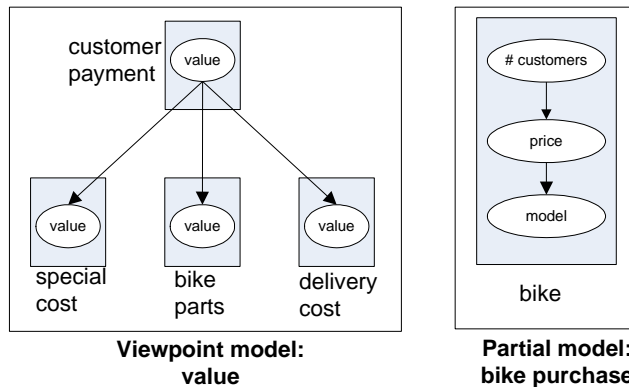 customer
payment
value
value
value
value
special
cost
bike
parts
delivery
cost
Viewpoint model:
value
# customers
price
model
bike
Partial model:
bike purchase